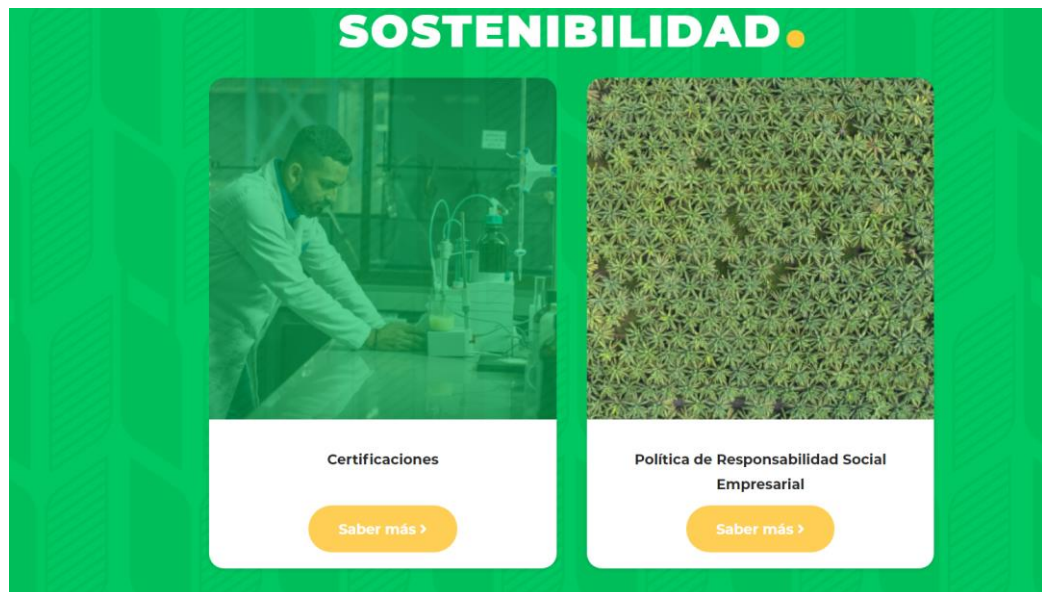 SOSTENIBILIDAD.
Certificaciones
Saber más >
Política de Responsabilidad Social
Empresarial
Saber más >